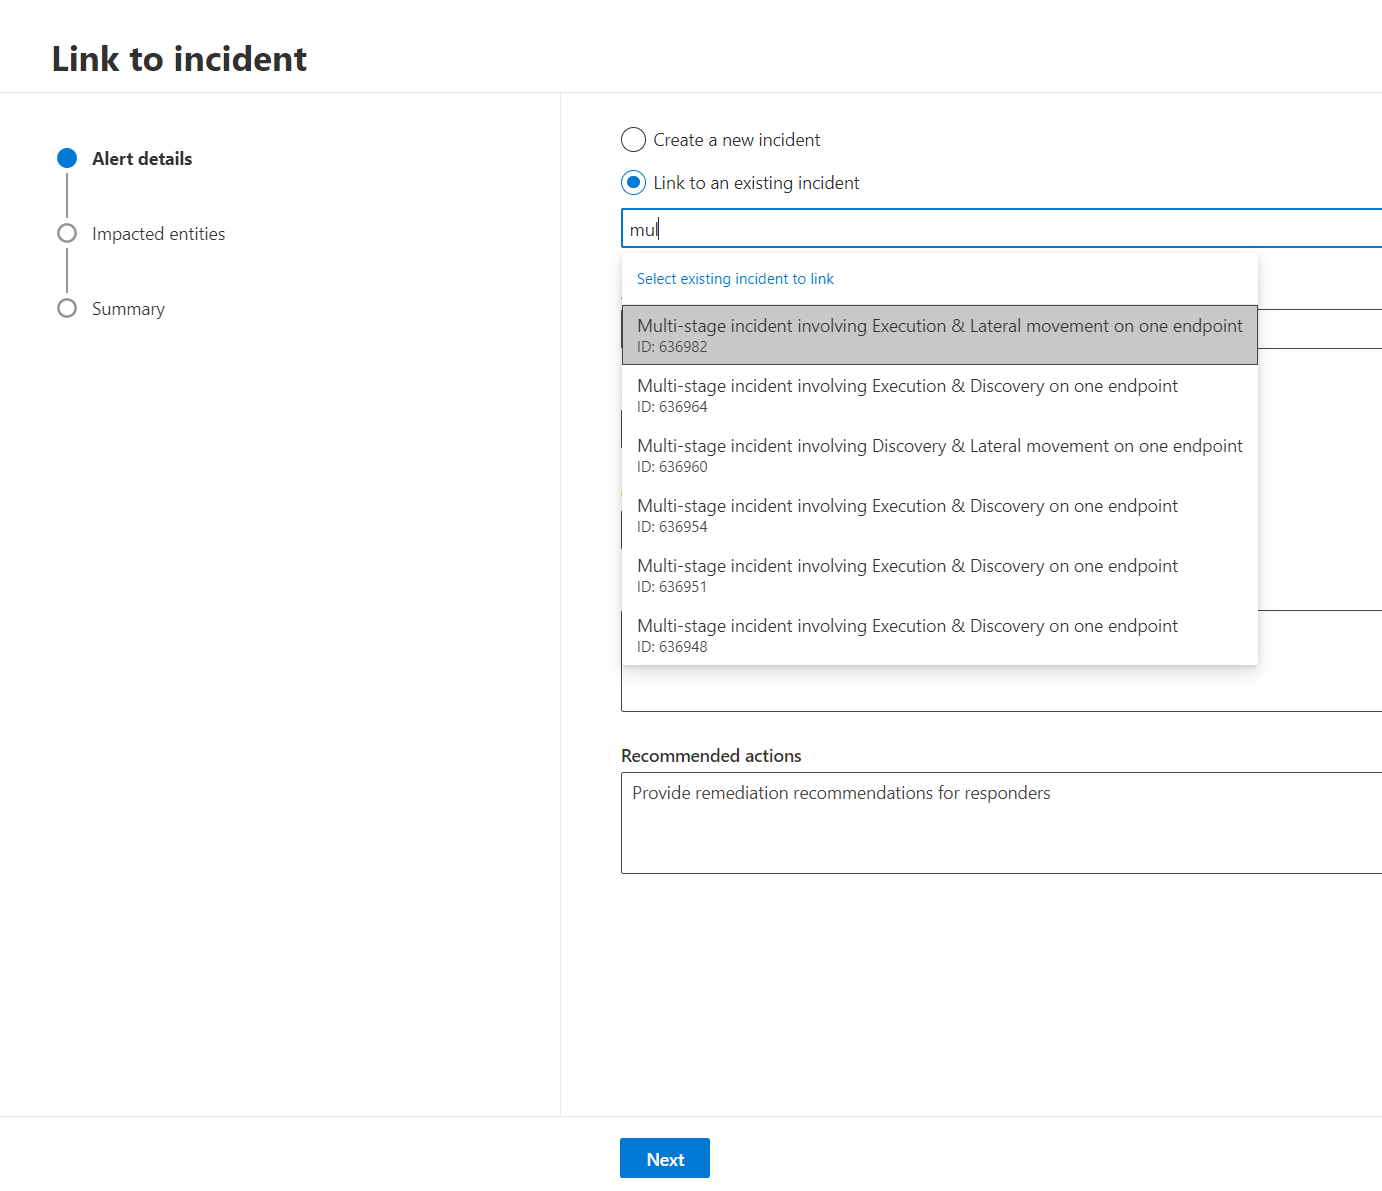 Link to incident
Alert details
Impacted entities
Summary
Create a new incident
Link to an existing incident
mul
Select existing incident to link
Multi-stage incident involving Execution & Lateral movement on one endpoint
ID: 636982
Multi-stage incident involving Execution & Discovery on one endpoint
ID: 636964
Multi-stage incident involving Discovery & Lateral movement on one endpoint
ID: 636960
Multi-stage incident involving Execution & Discovery on one endpoint
ID: 636954
Multi-stage incident involving Execution & Discovery on one endpoint
ID: 636951
Multi-stage incident involving Execution & Discovery on one endpoint
ID: 636948
Recommended actions
Provide remediation recommendations for responders
Next